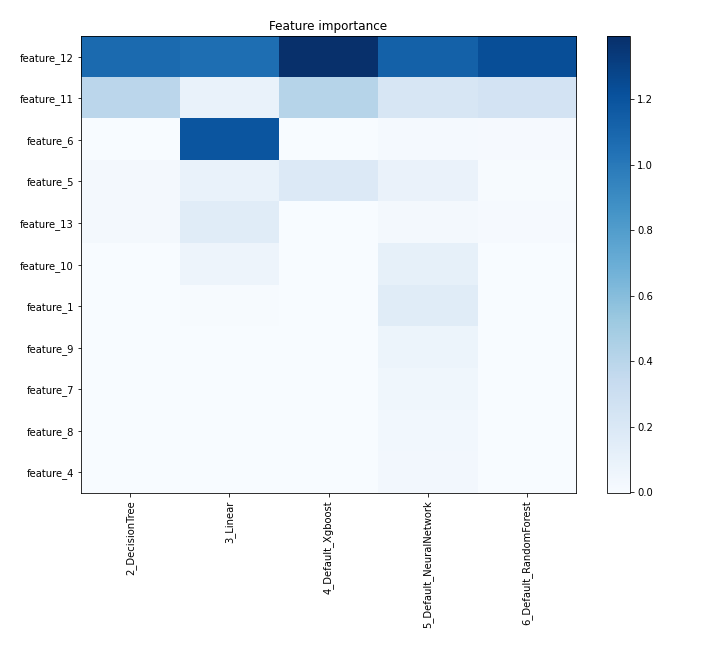 Feature importance
feature_12
feature_11
feature_6
feature_5
feature_13
feature_10
feature_1
feature_9
feature_7
feature_8
feature_4
2_DecisionTree
3_Linear
4_Default_Xgboost
5_Default_NeuralNetwork
6_Default_RandomForest
1.2
1.0
0.8
0.6
0.4
0.2
0.0